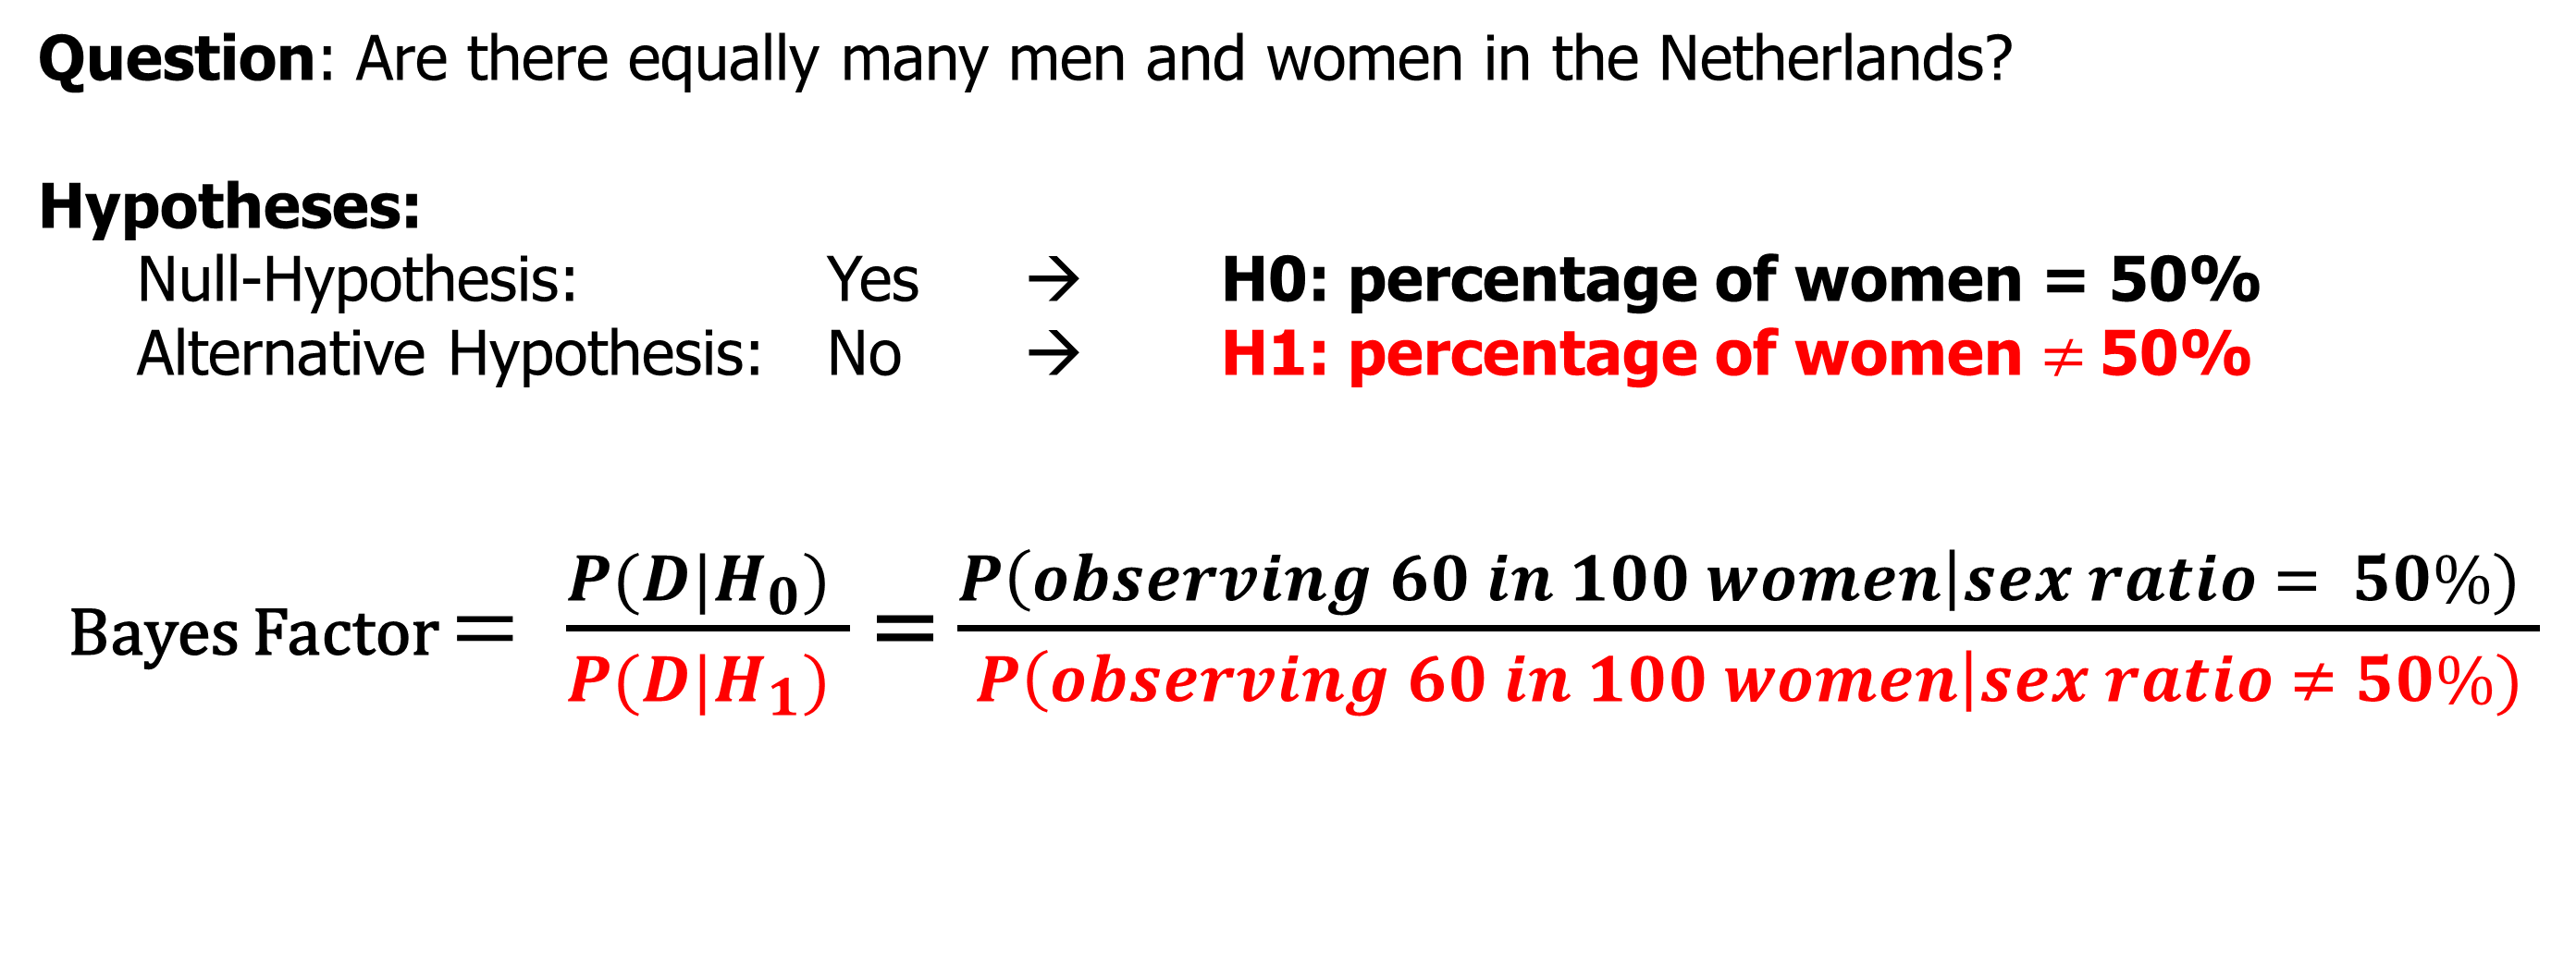 Question: Are there equally many men and women in the Netherlands?
Hypotheses:
Null-Hypothesis: Yes → H0: percentage of women = 50%
Alternative Hypothesis: No → H1: percentage of women ≠ 50%
Bayes Factor = P(D|H₀) / P(D|H₁) = P(observing 60 in 100 women|sex ratio = 50%) / P(observing 60 in 100 women|sex ratio ≠ 50%)